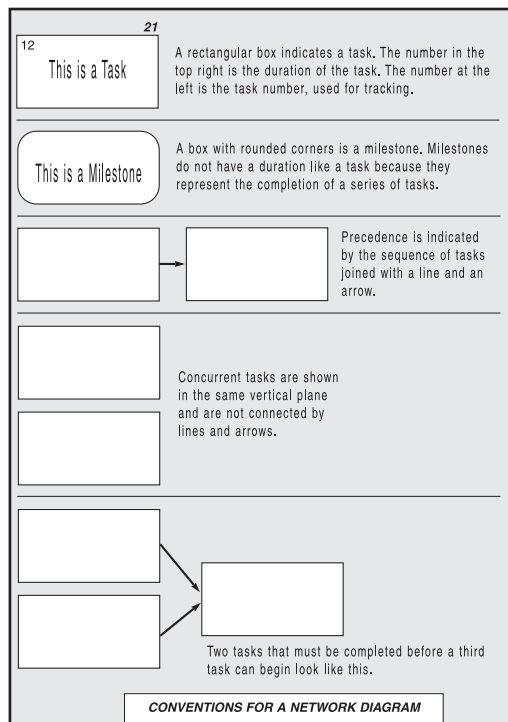 21
12
This is a Task
A rectangular box indicates a task. The number in the
top right is the duration of the task. The number at the
left is the task number, used for tracking.
This is a Milestone
A box with rounded corners is a milestone. Milestones
do not have a duration like a task because they
represent the completion of a series of tasks.
Precedence is indicated
by the sequence of tasks
joined with a line and an
arrow.
Concurrent tasks are shown
in the same vertical plane
and are not connected by
lines and arrows.
Two tasks that must be completed before a third
task can begin look like this.
CONVENTIONS FOR A NETWORK DIAGRAM